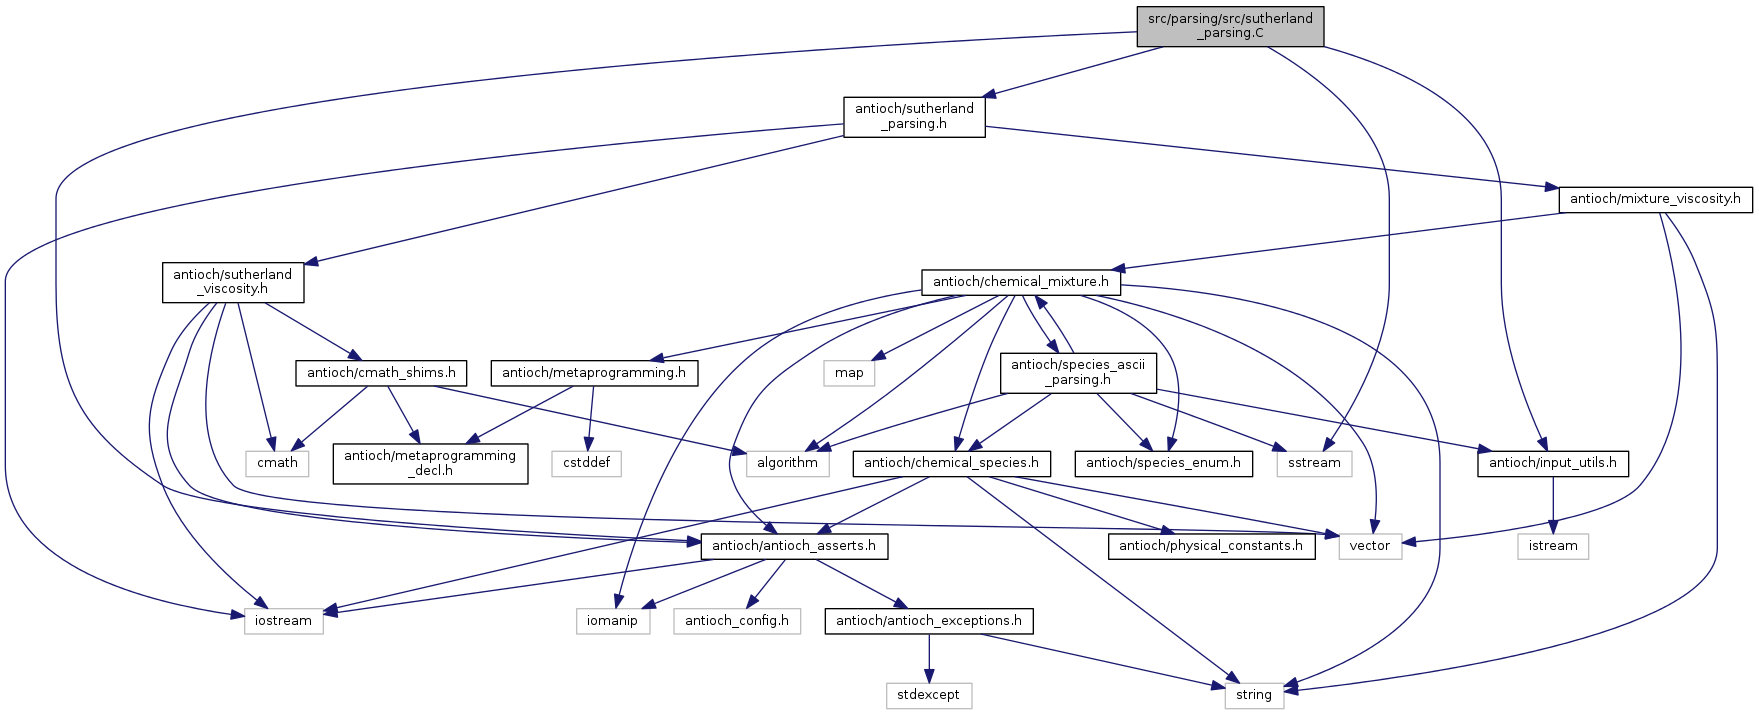 src/parsing/src/sutherland
_parsing.C
antioch/sutherland
_parsing.h
antioch/mixture_viscosity.h
antioch/sutherland
_viscosity.h
antioch/chemical_mixture.h
antioch/cmath_shims.h
antioch/metaprogramming.h
map
antioch/species_ascii
_parsing.h
cmath
antioch/metaprogramming
_decl.h
cstddef
algorithm
antioch/chemical_species.h
antioch/species_enum.h
sstream
antioch/input_utils.h
antioch/antioch_asserts.h
antioch/physical_constants.h
vector
istream
iostream
iomanip
antioch_config.h
antioch/antioch_exceptions.h
stdexcept
string